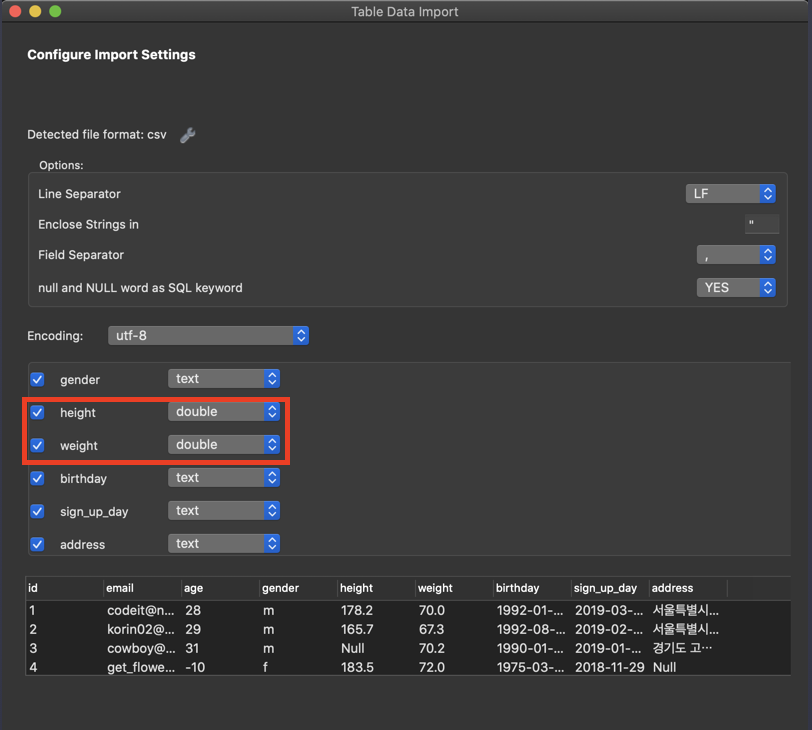 Table Data Import
Configure Import Settings
Detected file format: csv
Options:
Line Separator LF
Enclose Strings in "
Field Separator ,
null and NULL word as SQL keyword YES
Encoding: utf-8
gender text
height double
weight double
birthday text
sign_up_day text
address text
id email age gender height weight birthday sign_up_day address
1 codeit@n... 28 m 178.2 70.0 1992-01-... 2019-03-... 서울특별시...
2 korin02@... 29 m 165.7 67.3 1992-08-... 2019-02-... 서울특별시...
3 cowboy@... 31 m Null 70.2 1990-01-... 2019-01-... 경기도 고...
4 get_flowe... -10 f 183.5 72.0 1975-03-... 2018-11-29 Null